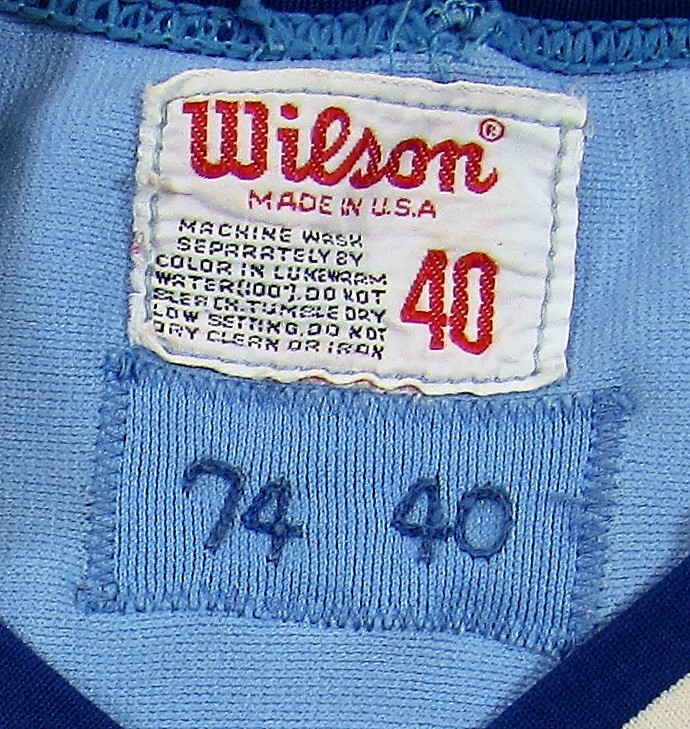 Wilson®
MADE IN U.S.A
MACHINE WASH
SEPARATELY BY
COLOR IN LUKEWARM
WATER(100°).DO NOT
BLEACH.TUMBLE DRY
LOW SETTING.DO NOT
DRY CLEAN OR IRON
40
74 40